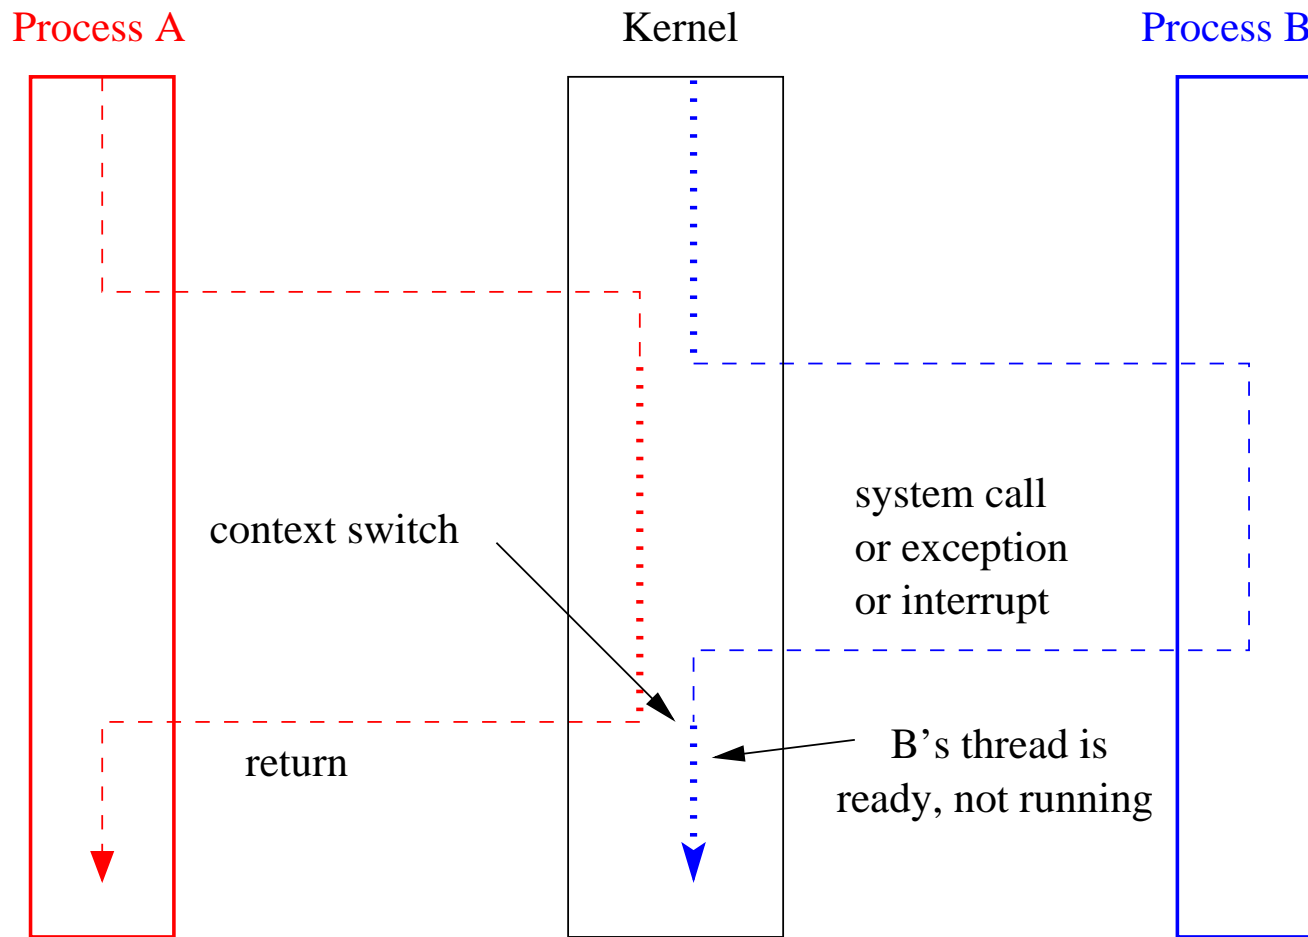 Process A
Kernel
Process B
context switch
system call
or exception
or interrupt
return
B’s thread is
ready, not running